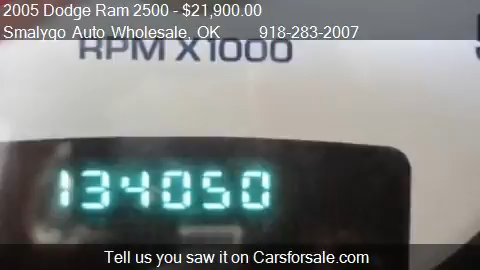 2005 Dodge Ram 2500 - $21,900.00
Smalygo Auto Wholesale, OK 918-283-2007
RPM X1000
134050
Tell us you saw it on Carsforsale.com